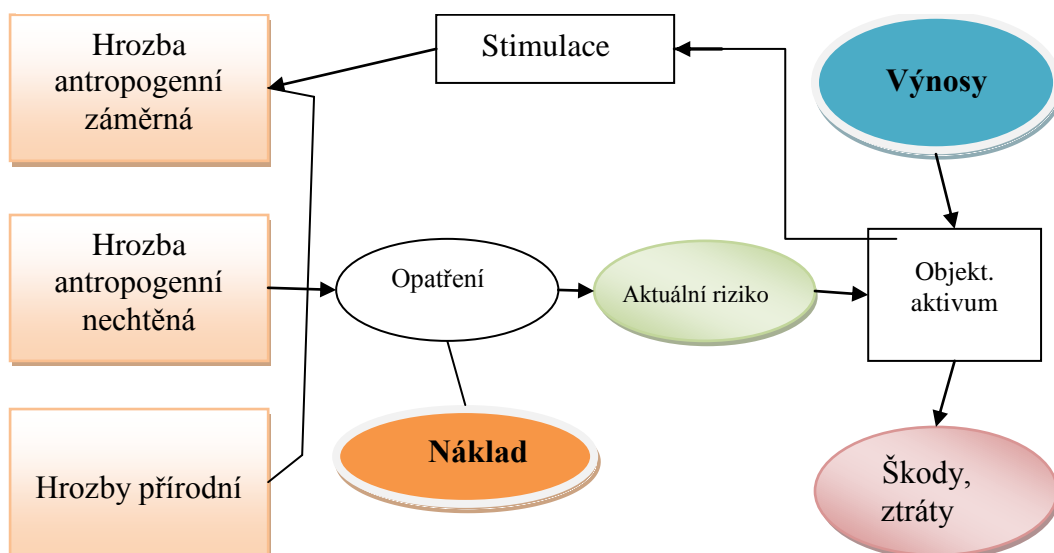 Hrozba
antropogenní
záměrná
Stimulace
Výnosy
Hrozba
antropogenní
nechtěná
Opatření
Aktuální riziko
Objekt.
aktivum
Hrozby přírodní
Náklad
Škody,
ztráty